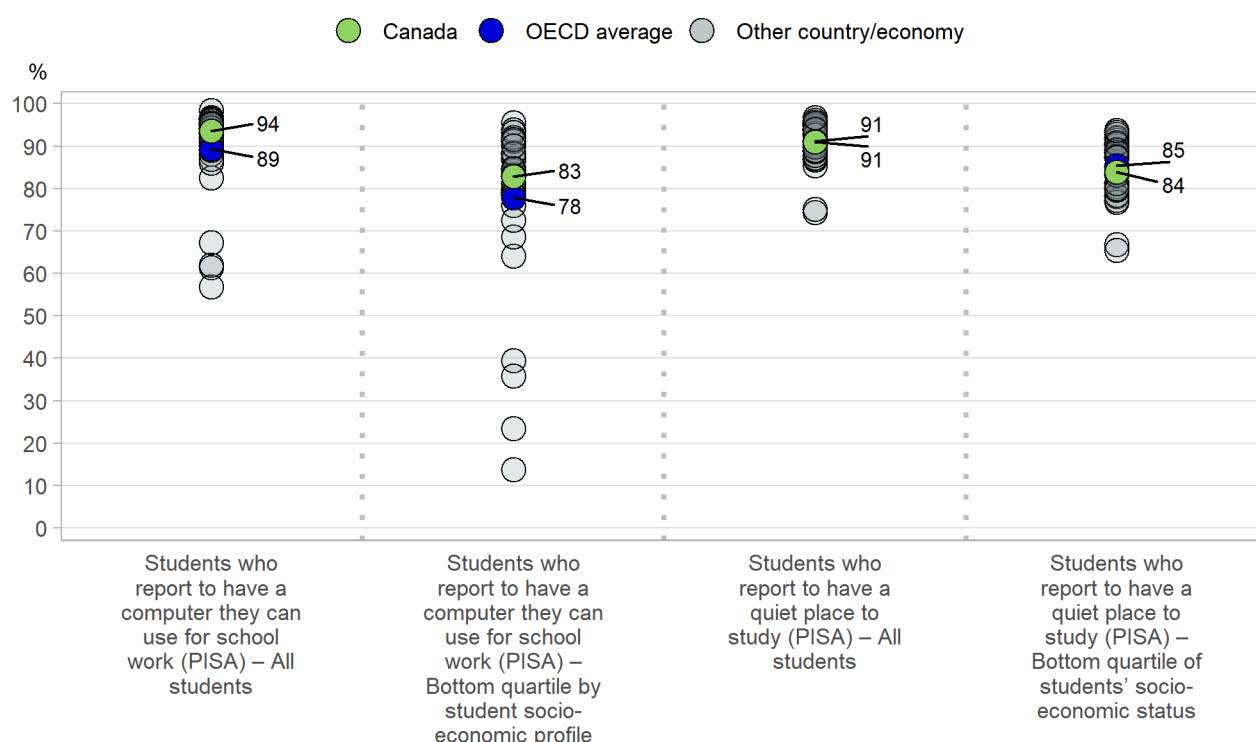 Canada OECD average Other country/economy
%
100
90
80
70
60
50
40
30
20
10
0
94
89
83
78
91
91
85
84
Students who
report to have a
computer they can
use for school
work (PISA) – All
students
Students who
report to have a
computer they can
use for school
work (PISA) –
Bottom quartile by
student socio-
economic profile
Students who
report to have a
quiet place to
study (PISA) – All
students
Students who
report to have a
quiet place to
study (PISA) –
Bottom quartile of
students’ socio-
economic status